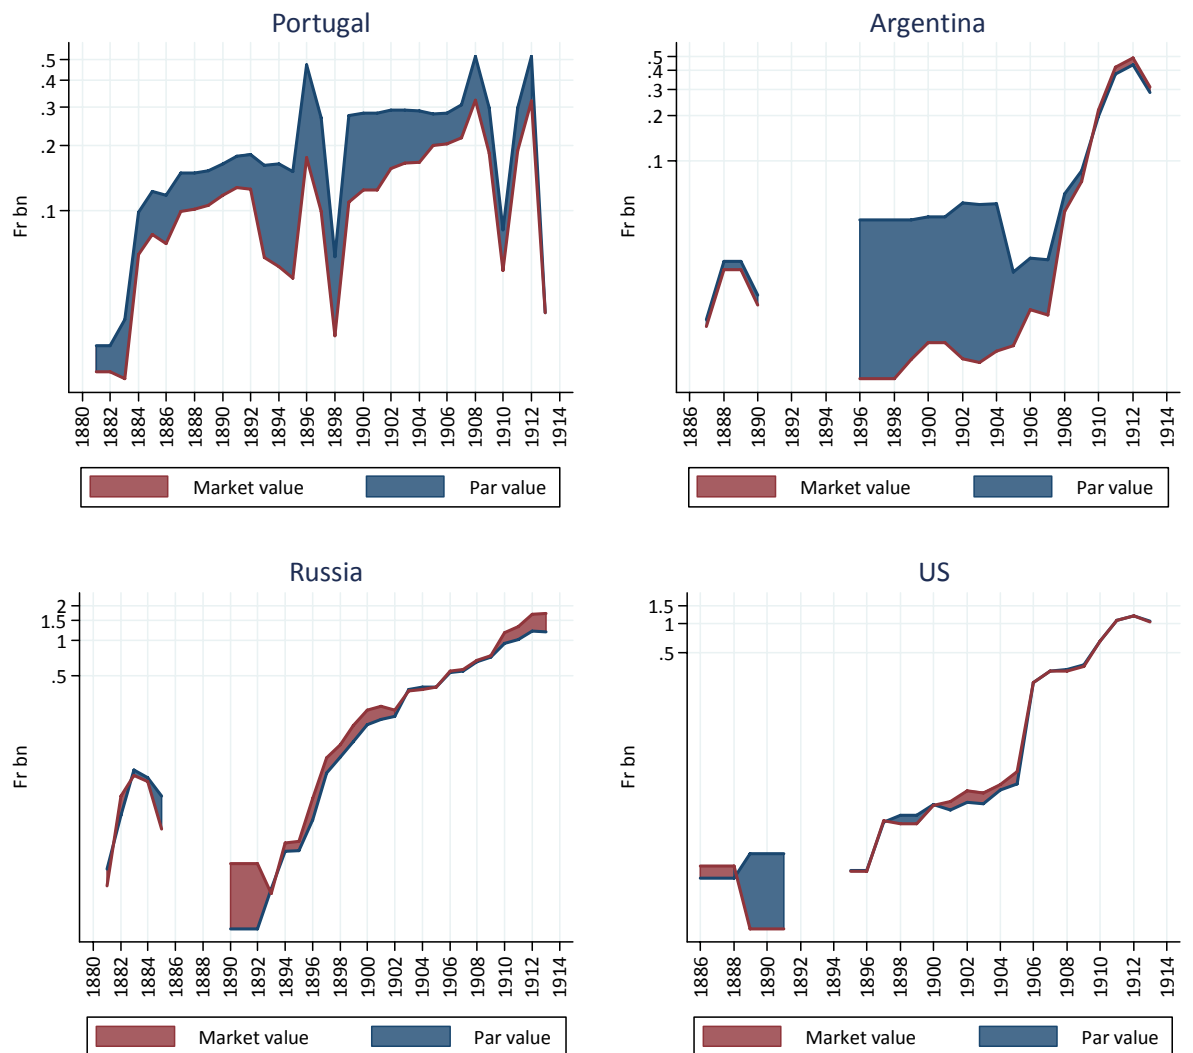 Portugal
.5
.4
.3
.2
.1
Fr bn
1880 1882 1884 1886 1888 1890 1892 1894 1896 1898 1900 1902 1904 1906 1908 1910 1912 1914
Market value Par value
Argentina
.5
.4
.3
.2
.1
Fr bn
1886 1888 1890 1892 1894 1896 1898 1900 1902 1904 1906 1908 1910 1912 1914
Market value Par value
Russia
2
1.5
1
.5
Fr bn
1880 1882 1884 1886 1888 1890 1892 1894 1896 1898 1900 1902 1904 1906 1908 1910 1912 1914
Market value Par value
US
1.5
1
.5
Fr bn
1886 1888 1890 1892 1894 1896 1898 1900 1902 1904 1906 1908 1910 1912 1914
Market value Par value